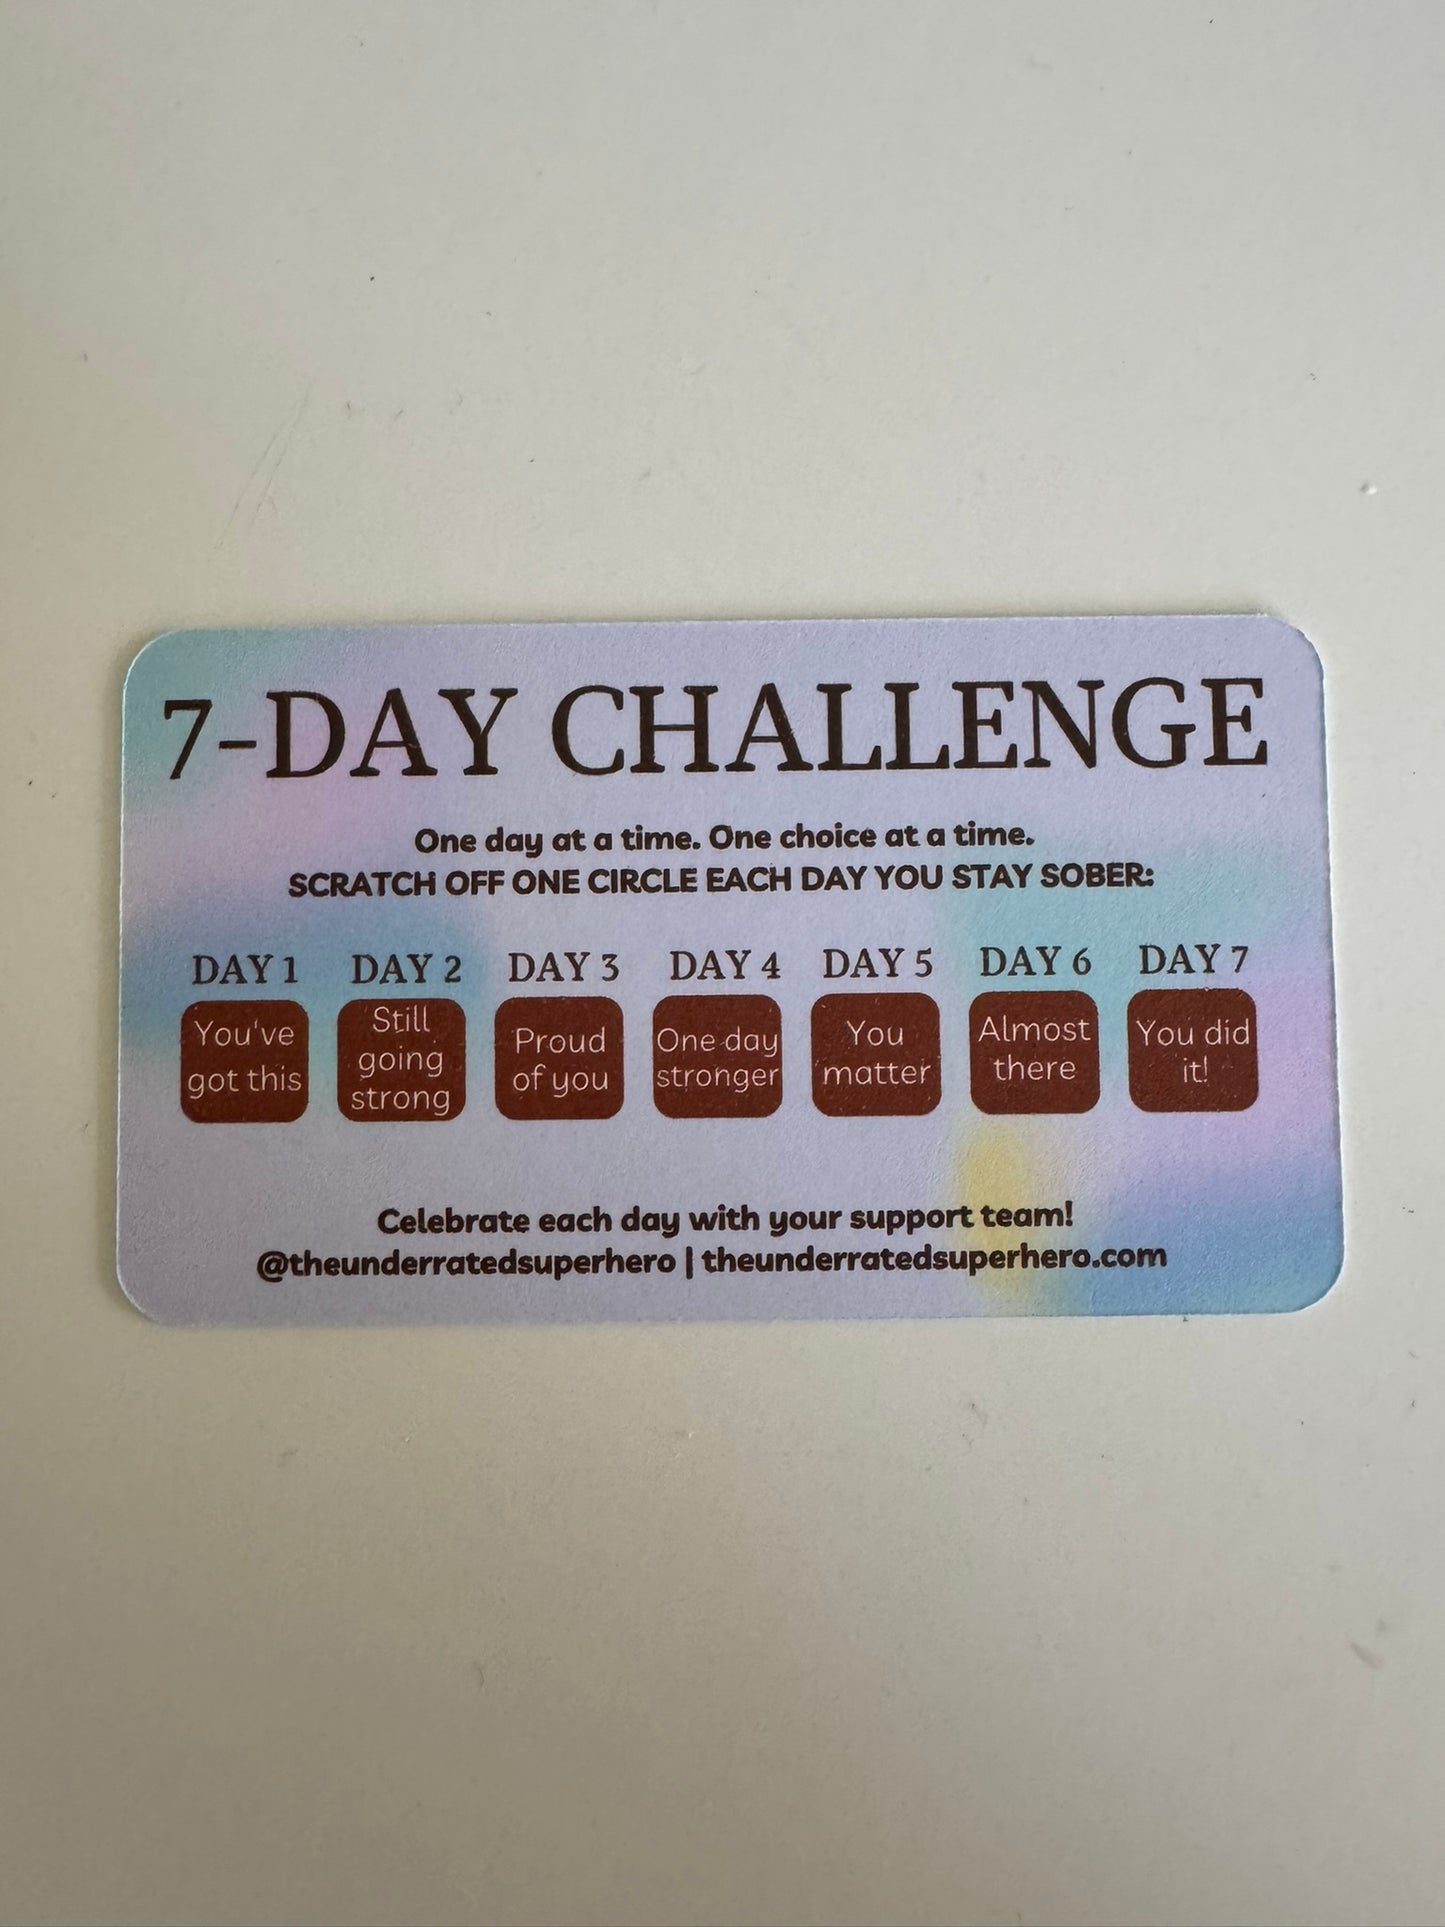 7-DAY CHALLENGE
One day at a time. One choice at a time.
SCRATCH OFF ONE CIRCLE EACH DAY YOU STAY SOBER:
DAY 1
You've
got this
DAY 2
Still
going
strong
DAY 3
Proud
of you
DAY 4
One day
stronger
DAY 5
You
matter
DAY 6
Almost
there
DAY 7
You did
it!
Celebrate each day with your support team!
@theunderratedsuperhero | theunderratedsuperhero.com